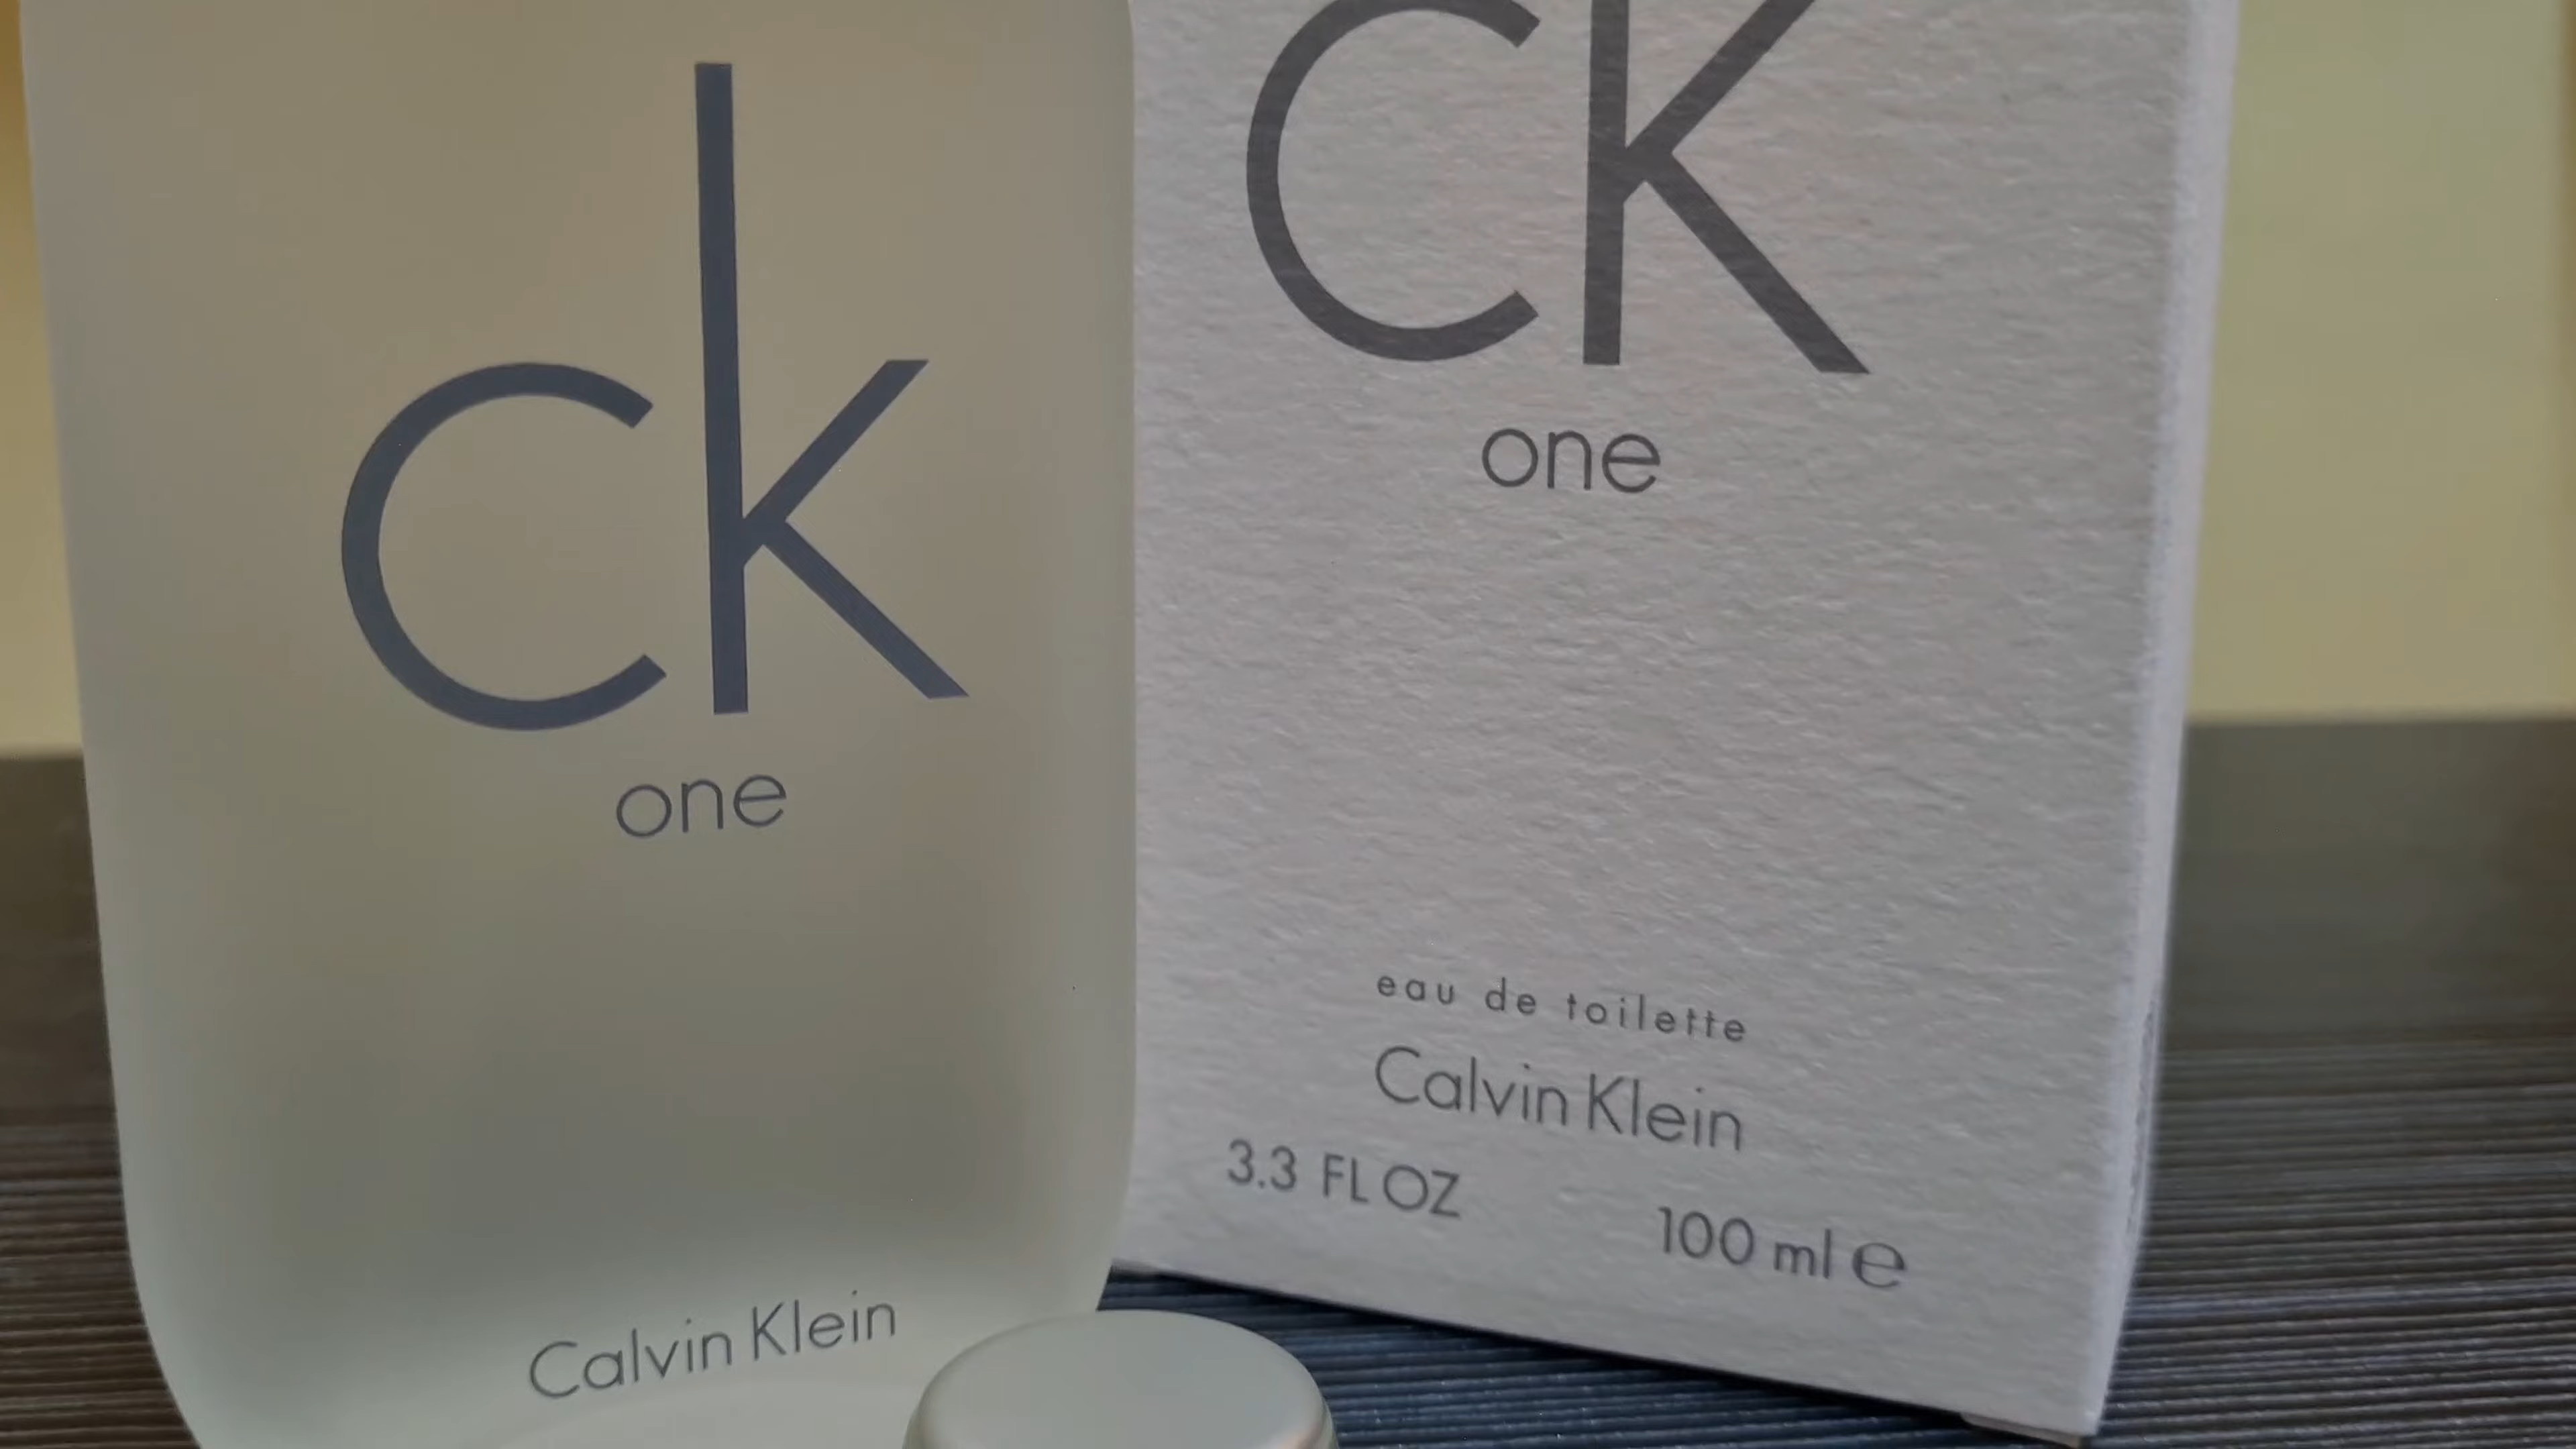 ck
one
Calvin Klein
ck
one
eau de toilette
Calvin Klein
3.3 FL OZ 100 ml ℮